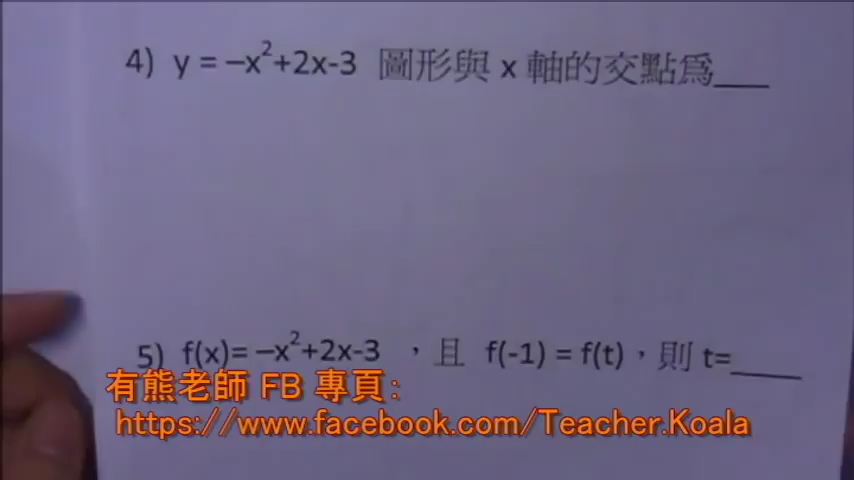 4) y = –x²+2x-3 圖形與 x 軸的交點為___
5) f(x)= –x²+2x-3 ，且 f(-1) = f(t)，則 t=____
有熊老師 FB 專頁：
https://www.facebook.com/Teacher.Koala